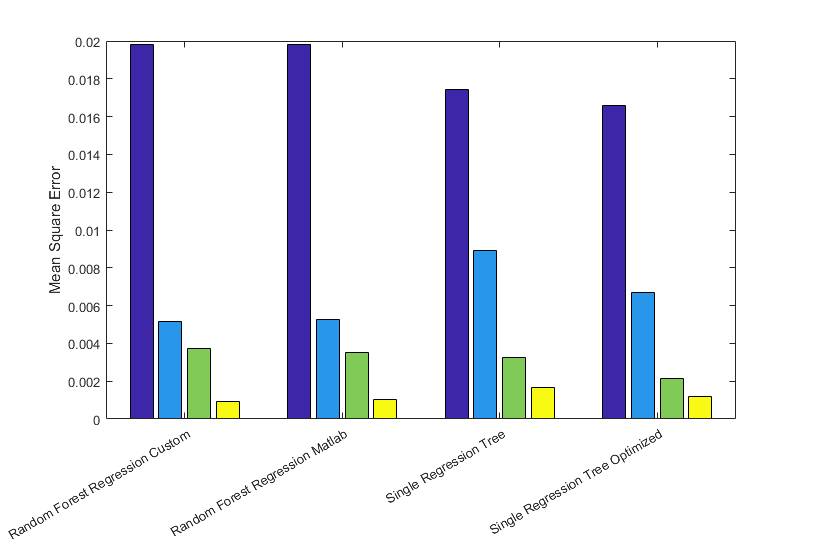 0.02
0.018
0.016
0.014
0.012
0.01
0.008
0.006
0.004
0.002
0
Mean Square Error
Random Forest Regression Custom
Random Forest Regression Matlab
Single Regression Tree
Single Regression Tree Optimized